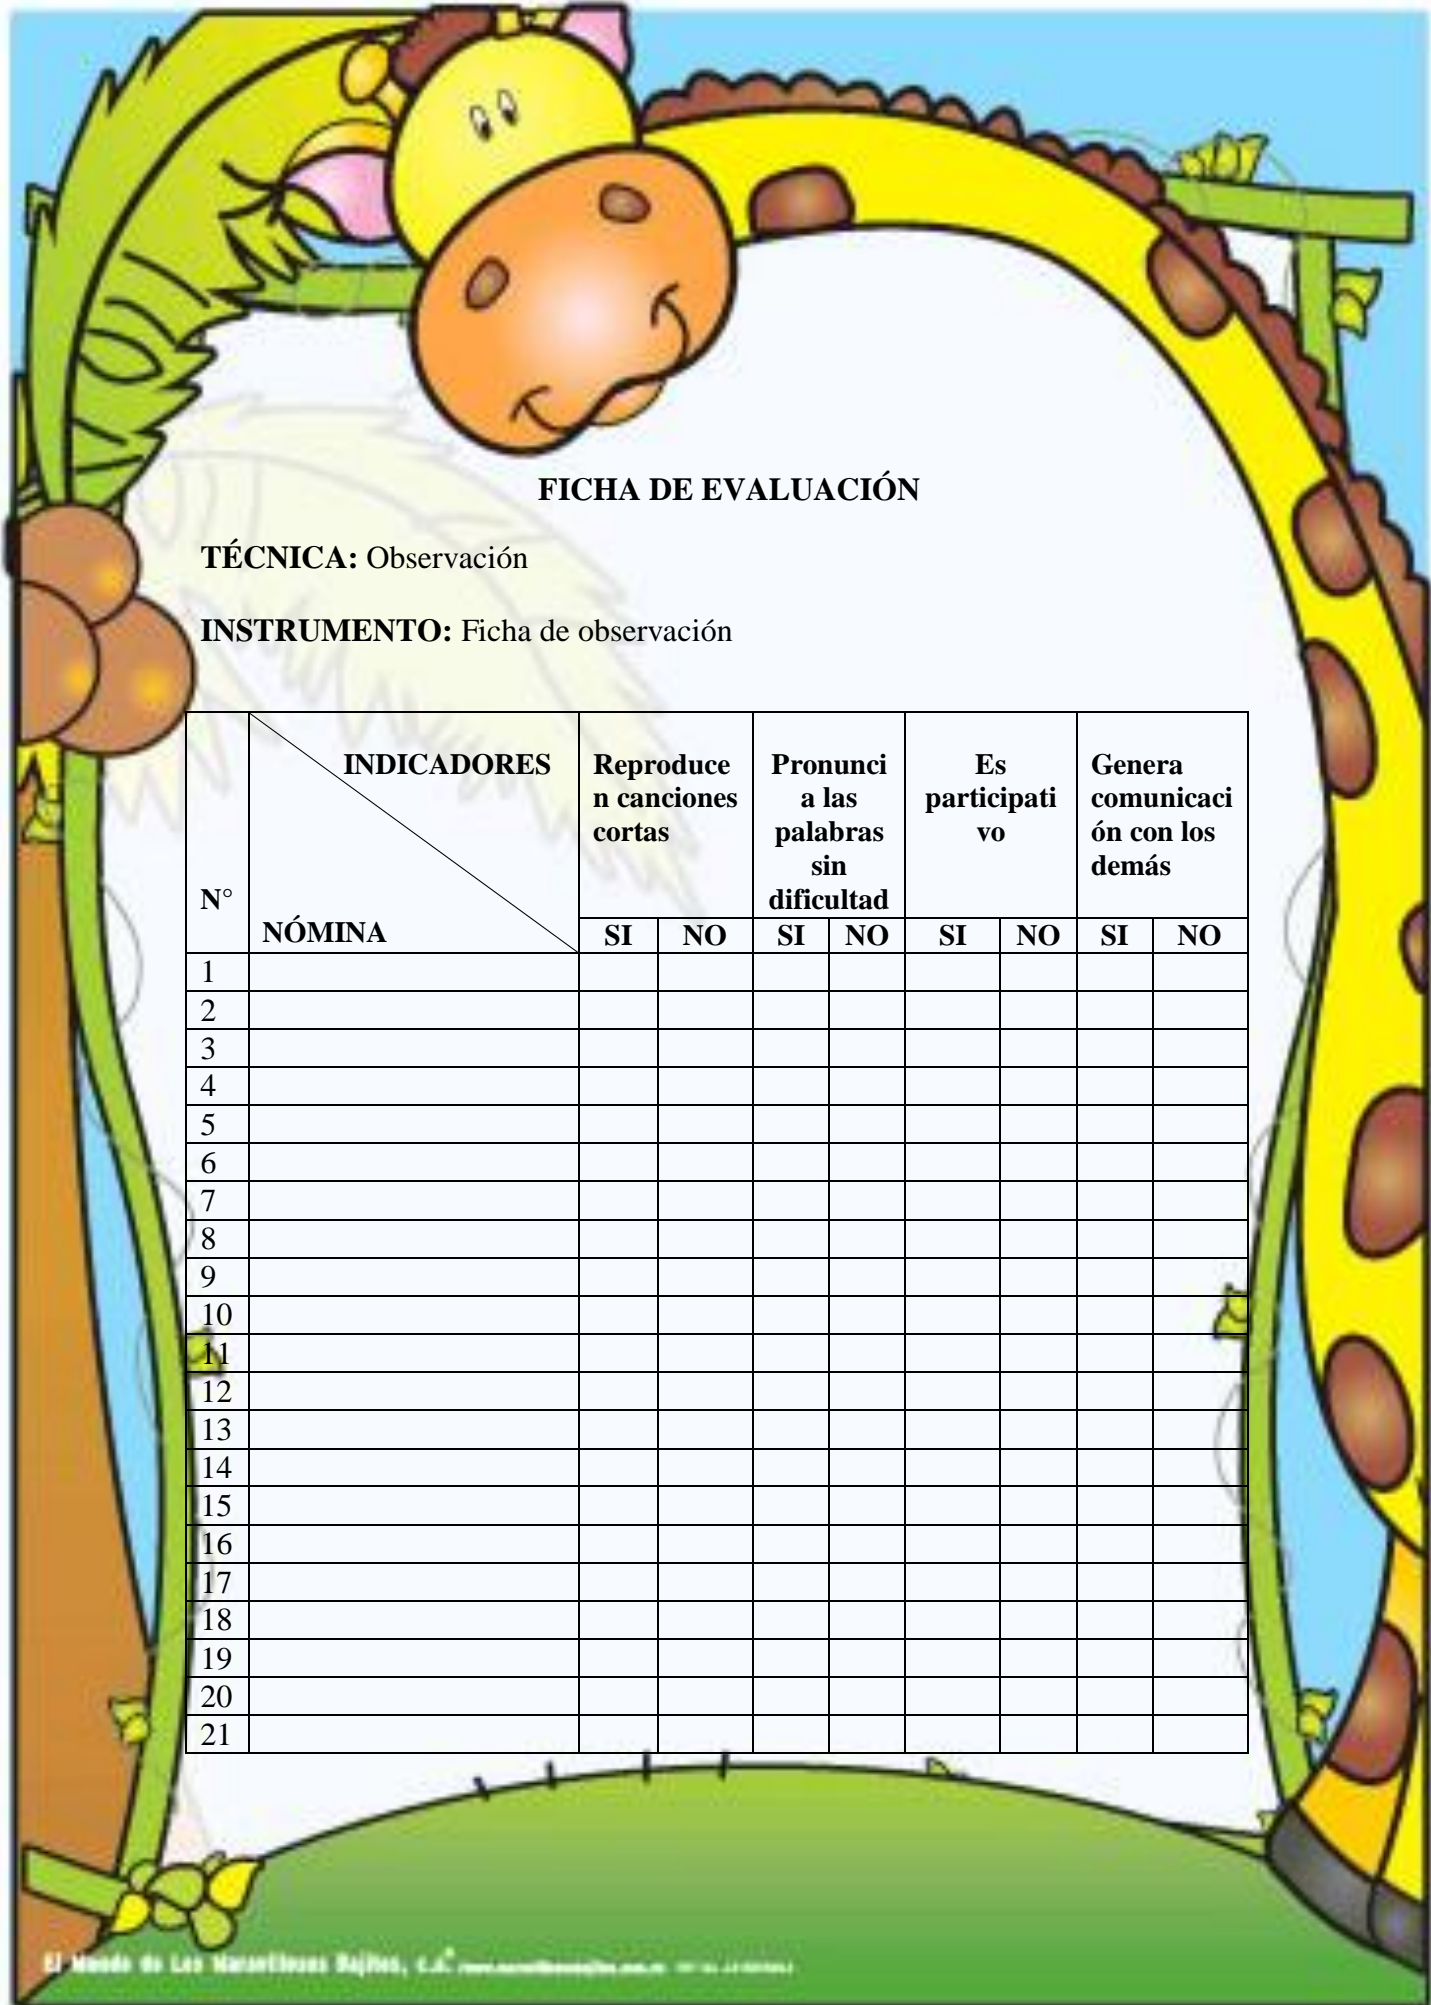 FICHA DE EVALUACIÓN
TÉCNICA: Observación
INSTRUMENTO: Ficha de observación
N°
INDICADORES
NÓMINA
Reproduce
n canciones
cortas
Pronunci
a las
palabras
sin
dificultad
Es
participati
vo
Genera
comunicaci
ón con los
demás
SI NO SI NO SI NO SI NO
1
2
3
4
5
6
7
8
9
10
11
12
13
14
15
16
17
18
19
20
21
El Mundo de Los Maravillosos Bajitos, c.a.